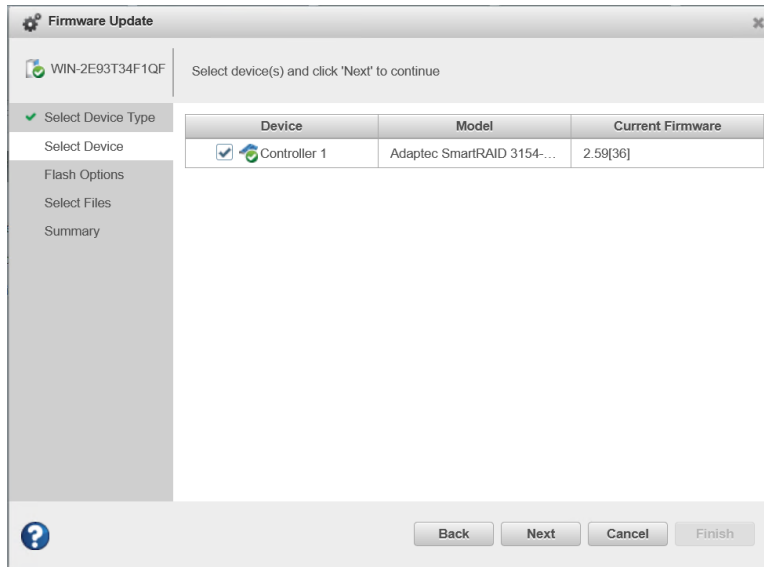 Firmware Update
WIN-2E93T34F1QF
Select device(s) and click 'Next' to continue
Select Device Type
Select Device
Flash Options
Select Files
Summary
Device Model Current Firmware
Controller 1 Adaptec SmartRAID 3154-... 2.59[36]
Back Next Cancel Finish